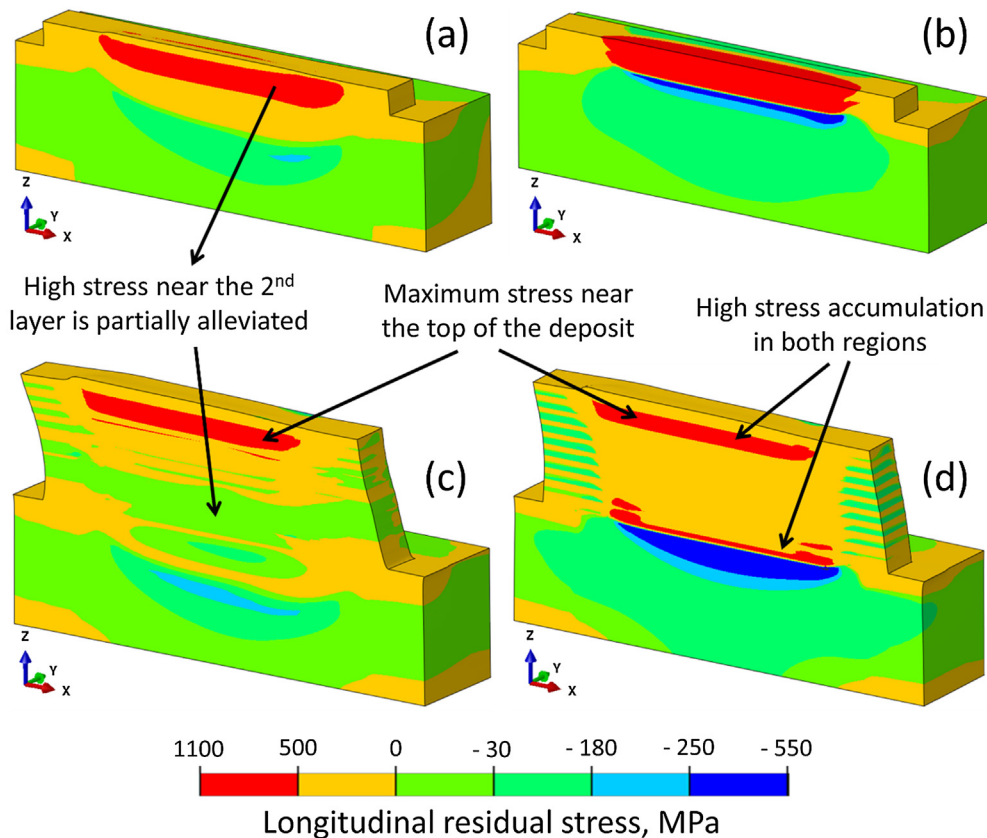 (a)
(b)
Z
Y
X
Z
Y
X
High stress near the 2nd
layer is partially alleviated
Maximum stress near
the top of the deposit
High stress accumulation
in both regions
(c)
(d)
Z
Y
X
Z
Y
X
1100 500 0 - 30 - 180 - 250 - 550
Longitudinal residual stress, MPa